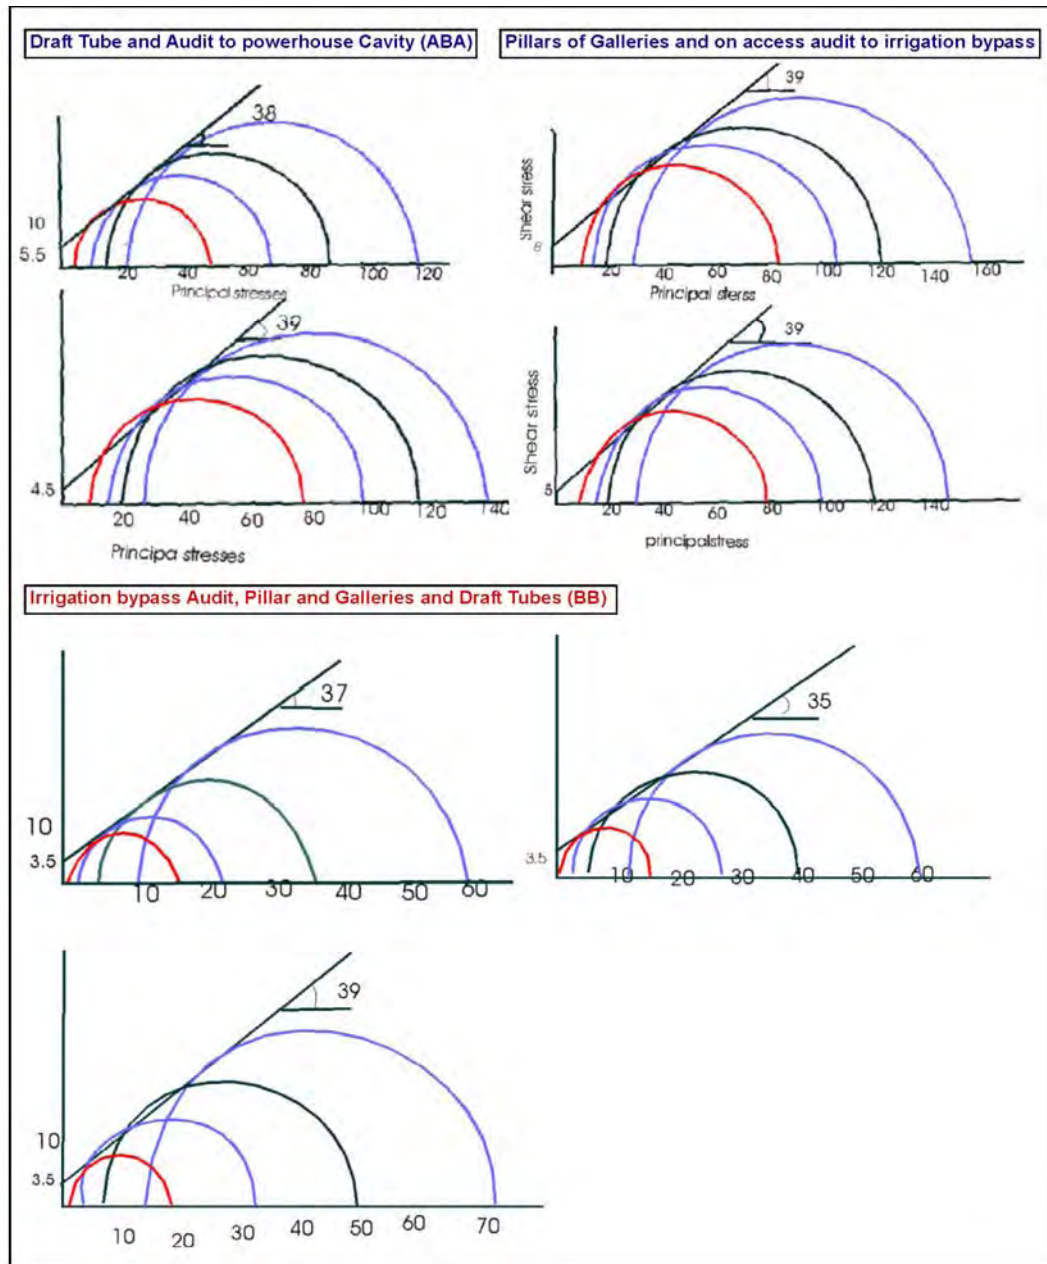 Draft Tube and Audit to powerhouse Cavity (ABA)
38
10
5.5
20 40 60 80 100 120
Principal stresses
39
4.5
20 40 60 80 100 120 140
Principa stresses
Pillars of Galleries and on access audit to irrigation bypass
39
Shear stress
8
20 40 60 80 100 120 140 160
Principal sterss
39
Shear stress
5
20 40 60 80 100 120 140
principalstress
Irrigation bypass Audit, Pillar and Galleries and Draft Tubes (BB)
37
10
3.5
10 20 30 40 50 60
35
3.5
10 20 30 40 50 60
39
10
3.5
10 20 30 40 50 60 70